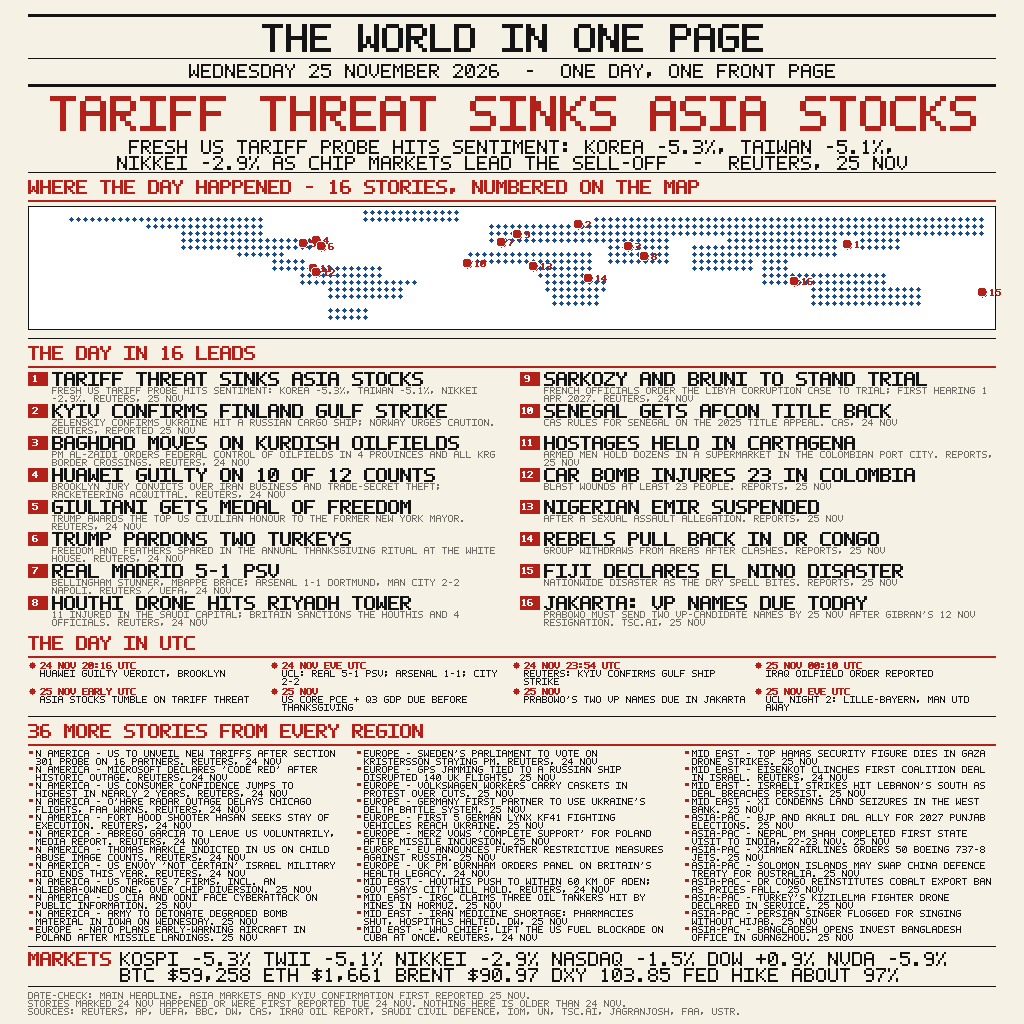 THE WORLD IN ONE PAGE
WEDNESDAY 25 NOVEMBER 2026 - ONE DAY, ONE FRONT PAGE
TARIFF THREAT SINKS ASIA STOCKS
FRESH US TARIFF PROBE HITS SENTIMENT: KOREA -5.3%, TAIWAN -5.1%,
NIKKEI -2.9% AS CHIP MARKETS LEAD THE SELL-OFF - REUTERS, 25 NOV
WHERE THE DAY HAPPENED - 16 STORIES, NUMBERED ON THE MAP
2
4
9
6
7
3
1
8
10
13
14
16
15
THE DAY IN 16 LEADS
1 TARIFF THREAT SINKS ASIA STOCKS
FRESH US TARIFF PROBE HITS SENTIMENT: KOREA -5.3%, TAIWAN -5.1%, NIKKEI
-2.9%. REUTERS, 25 NOV
2 KYIV CONFIRMS FINLAND GULF STRIKE
ZELENSKIY CONFIRMS UKRAINE HIT A RUSSIAN CARGO SHIP; NORWAY URGES CAUTION.
REUTERS, REPORTED 25 NOV
3 BAGHDAD MOVES ON KURDISH OILFIELDS
PM AL-ZAIDI ORDERS FEDERAL CONTROL OF OILFIELDS IN 4 PROVINCES AND ALL KRG
BORDER CROSSINGS. REUTERS, 24 NOV
4 HUAWEI GUILTY ON 10 OF 12 COUNTS
BROOKLYN JURY CONVICTS OVER IRAN BUSINESS AND TRADE-SECRET THEFT;
RACKETEERING ACQUITTAL. REUTERS, 24 NOV
5 GIULIANI GETS MEDAL OF FREEDOM
TRUMP AWARDS THE TOP US CIVILIAN HONOUR TO THE FORMER NEW YORK MAYOR.
REUTERS, 24 NOV
6 TRUMP PARDONS TWO TURKEYS
FREEDOM AND FEATHERS SPARED IN THE ANNUAL THANKSGIVING RITUAL AT THE WHITE
HOUSE. REUTERS, 24 NOV
7 REAL MADRID 5-1 PSV
BELLINGHAM STUNNER, MBAPPE BRACE; ARSENAL 1-1 DORTMUND, MAN CITY 2-2
NAPOLI. REUTERS / UEFA, 24 NOV
8 HOUTHI DRONE HITS RIYADH TOWER
11 INJURED IN THE SAUDI CAPITAL; BRITAIN SANCTIONS THE HOUTHIS AND 4
OFFICIALS. REUTERS, 24 NOV
9 SARKOZY AND BRUNI TO STAND TRIAL
FRENCH OFFICIALS ORDER THE LIBYA CORRUPTION CASE TO TRIAL; FIRST HEARING 1
APR 2027. REUTERS, 24 NOV
10 SENEGAL GETS AFCON TITLE BACK
CAS RULES FOR SENEGAL ON THE 2025 TITLE APPEAL. CAS, 24 NOV
11 HOSTAGES HELD IN CARTAGENA
ARMED MEN HOLD DOZENS IN A SUPERMARKET IN THE COLOMBIAN PORT CITY. REPORTS,
25 NOV
12 CAR BOMB INJURES 23 IN COLOMBIA
BLAST WOUNDS AT LEAST 23 PEOPLE. REPORTS, 25 NOV
13 NIGERIAN EMIR SUSPENDED
AFTER A SEXUAL ASSAULT ALLEGATION. REPORTS, 25 NOV
14 REBELS PULL BACK IN DR CONGO
GROUP WITHDRAWS FROM AREAS AFTER CLASHES. REPORTS, 25 NOV
15 FIJI DECLARES EL NINO DISASTER
NATIONWIDE DISASTER AS THE DRY SPELL BITES. REPORTS, 25 NOV
16 JAKARTA: VP NAMES DUE TODAY
PRABOWO MUST SEND TWO VP-CANDIDATE NAMES BY 25 NOV AFTER GIBRAN'S 12 NOV
RESIGNATION. TSC.AI, 25 NOV
THE DAY IN UTC
24 NOV 20:16 UTC
HUAWEI GUILTY VERDICT, BROOKLYN
24 NOV EVE UTC
UCL: REAL 5-1 PSV; ARSENAL 1-1; CITY
2-2
24 NOV 23:54 UTC
REUTERS: KYIV CONFIRMS GULF SHIP
STRIKE
25 NOV 00:10 UTC
IRAQ OILFIELD ORDER REPORTED
25 NOV EARLY UTC
ASIA STOCKS TUMBLE ON TARIFF THREAT
25 NOV
US CORE PCE + Q3 GDP DUE BEFORE
THANKSGIVING
25 NOV
PRABOWO'S TWO VP NAMES DUE IN JAKARTA
25 NOV EVE UTC
UCL NIGHT 2: LILLE-BAYERN, MAN UTD
AWAY
36 MORE STORIES FROM EVERY REGION
N AMERICA - US TO UNVEIL NEW TARIFFS AFTER SECTION
301 PROBE ON 16 PARTNERS. REUTERS, 24 NOV
N AMERICA - MICROSOFT DECLARES 'CODE RED' AFTER
HISTORIC OUTAGE. REUTERS, 24 NOV
N AMERICA - US CONSUMER CONFIDENCE JUMPS TO
HIGHEST IN NEARLY 2 YEARS. REUTERS, 24 NOV
N AMERICA - O'HARE RADAR OUTAGE DELAYS CHICAGO
FLIGHTS, FAA WARNS. REUTERS, 24 NOV
N AMERICA - FORT HOOD SHOOTER HASAN SEEKS STAY OF
EXECUTION. REUTERS, 24 NOV
N AMERICA - ABREGO GARCIA TO LEAVE US VOLUNTARILY,
MEDIA REPORT. REUTERS, 24 NOV
N AMERICA - THOMAS MARKLE INDICTED IN US ON CHILD
ABUSE IMAGE COUNTS. REUTERS, 24 NOV
N AMERICA - US ENVOY 'NOT CERTAIN' ISRAEL MILITARY
AID ENDS THIS YEAR. REUTERS, 24 NOV
N AMERICA - US TARGETS 7 FIRMS, INCL. AN
ALIBABA-OWNED ONE, OVER CHIP DIVERSION. 25 NOV
N AMERICA - US CIA AND ODNI FACE CYBERATTACK ON
PUBLIC INFORMATION. 25 NOV
N AMERICA - ARMY TO DETONATE DEGRADED BOMB
MATERIAL IN IOWA ON WEDNESDAY. 25 NOV
EUROPE - NATO PLANS EARLY-WARNING AIRCRAFT IN
POLAND AFTER MISSILE LANDINGS. 25 NOV
EUROPE - SWEDEN'S PARLIAMENT TO VOTE ON
KRISTERSSON STAYING PM. REUTERS, 24 NOV
EUROPE - GPS JAMMING TIED TO A RUSSIAN SHIP
DISRUPTED 140 UK FLIGHTS. 25 NOV
EUROPE - VOLKSWAGEN WORKERS CARRY CASKETS IN
PROTEST OVER CUTS. 25 NOV
EUROPE - GERMANY FIRST PARTNER TO USE UKRAINE'S
DELTA BATTLE SYSTEM. 25 NOV
EUROPE - FIRST 5 GERMAN LYNX KF41 FIGHTING
VEHICLES REACH UKRAINE. 25 NOV
EUROPE - MERZ VOWS 'COMPLETE SUPPORT' FOR POLAND
AFTER MISSILE INCURSION. 25 NOV
EUROPE - EU ANNOUNCES FURTHER RESTRICTIVE MEASURES
AGAINST RUSSIA. 25 NOV
EUROPE - UK PM BURNHAM ORDERS PANEL ON BRITAIN'S
HEALTH LEGACY. 24 NOV
MID EAST - HOUTHIS PUSH TO WITHIN 60 KM OF ADEN;
GOVT SAYS CITY WILL HOLD. REUTERS, 24 NOV
MID EAST - IRGC CLAIMS THREE OIL TANKERS HIT BY
MINES IN HORMUZ. 25 NOV
MID EAST - IRAN MEDICINE SHORTAGE: PHARMACIES
SHUT, HOSPITALS HALTED. DW, 25 NOV
MID EAST - WHO CHIEF: LIFT THE US FUEL BLOCKADE ON
CUBA AT ONCE. REUTERS, 24 NOV
MID EAST - TOP HAMAS SECURITY FIGURE DIES IN GAZA
DRONE STRIKES. 25 NOV
MID EAST - EISENKOT CLINCHES FIRST COALITION DEAL
IN ISRAEL. REUTERS, 24 NOV
MID EAST - ISRAELI STRIKES HIT LEBANON'S SOUTH AS
DEAL BREACHES PERSIST. 25 NOV
MID EAST - XI CONDEMNS LAND SEIZURES IN THE WEST
BANK. 25 NOV
ASIA-PAC - BJP AND AKALI DAL ALLY FOR 2027 PUNJAB
ELECTIONS. 25 NOV
ASIA-PAC - NEPAL PM SHAH COMPLETED FIRST STATE
VISIT TO INDIA, 22-23 NOV. 25 NOV
ASIA-PAC - XIAMEN AIRLINES ORDERS 50 BOEING 737-8
JETS. 25 NOV
ASIA-PAC - SOLOMON ISLANDS MAY SWAP CHINA DEFENCE
TREATY FOR AUSTRALIA. 25 NOV
ASIA-PAC - DR CONGO REINSTITUTES COBALT EXPORT BAN
AS PRICES FALL. 25 NOV
ASIA-PAC - TURKEY'S KIZILELMA FIGHTER DRONE
DECLARED IN SERVICE. 25 NOV
ASIA-PAC - PERSIAN SINGER FLOGGED FOR SINGING
WITHOUT HIJAB. 25 NOV
ASIA-PAC - BANGLADESH OPENS INVEST BANGLADESH
OFFICE IN GUANGZHOU. 25 NOV
MARKETS KOSPI -5.3% TWII -5.1% NIKKEI -2.9% NASDAQ -1.5% DOW +0.9% NVDA -5.9%
BTC $59,258 ETH $1,661 BRENT $90.97 DXY 103.85 FED HIKE ABOUT 97%
DATE-CHECK: MAIN HEADLINE, ASIA MARKETS AND KYIV CONFIRMATION FIRST REPORTED 25 NOV.
STORIES MARKED 24 NOV HAPPENED OR WERE FIRST REPORTED TUE 24 NOV. NOTHING HERE IS OLDER THAN 24 NOV.
SOURCES: REUTERS, AP, UEFA, BBC, DW, CAS, IRAQ OIL REPORT, SAUDI CIVIL DEFENCE, IOM, UN, TSC.AI, JAGRANJOSH, FAA, USTR.